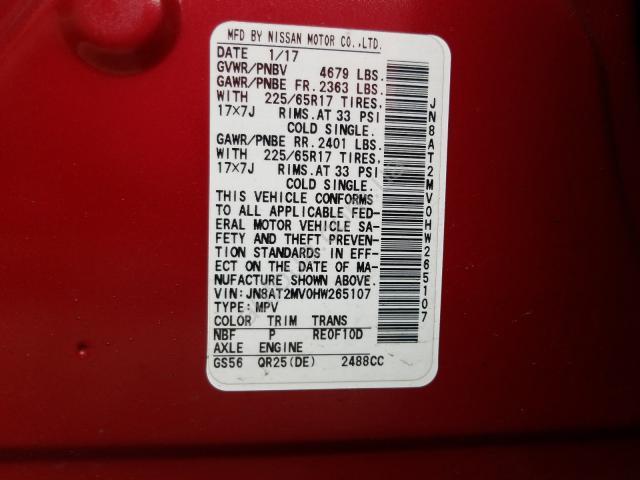 MFD BY NISSAN MOTOR CO.,LTD.
DATE 1/17
GVWR/PNBV 4679 LBS.
GAWR/PNBE FR. 2363 LBS.
WITH 225/65R17 TIRES,
17×7J RIMS.AT 33 PSI
COLD SINGLE.
GAWR/PNBE RR. 2401 LBS.
WITH 225/65R17 TIRES,
17×7J RIMS.AT 33 PSI
COLD SINGLE.
THIS VEHICLE CONFORMS
TO ALL APPLICABLE FED-
ERAL MOTOR VEHICLE SA-
FETY AND THEFT PREVEN-
TION STANDARDS IN EFF-
ECT ON THE DATE OF MA-
NUFACTURE SHOWN ABOVE.
VIN: JN8AT2MV0HW265107
TYPE: MPV
COLOR TRIM TRANS
NBF P RE0F10D
AXLE ENGINE
GS56 QR25(DE) 2488CC
JN8AT2MV0HW265107